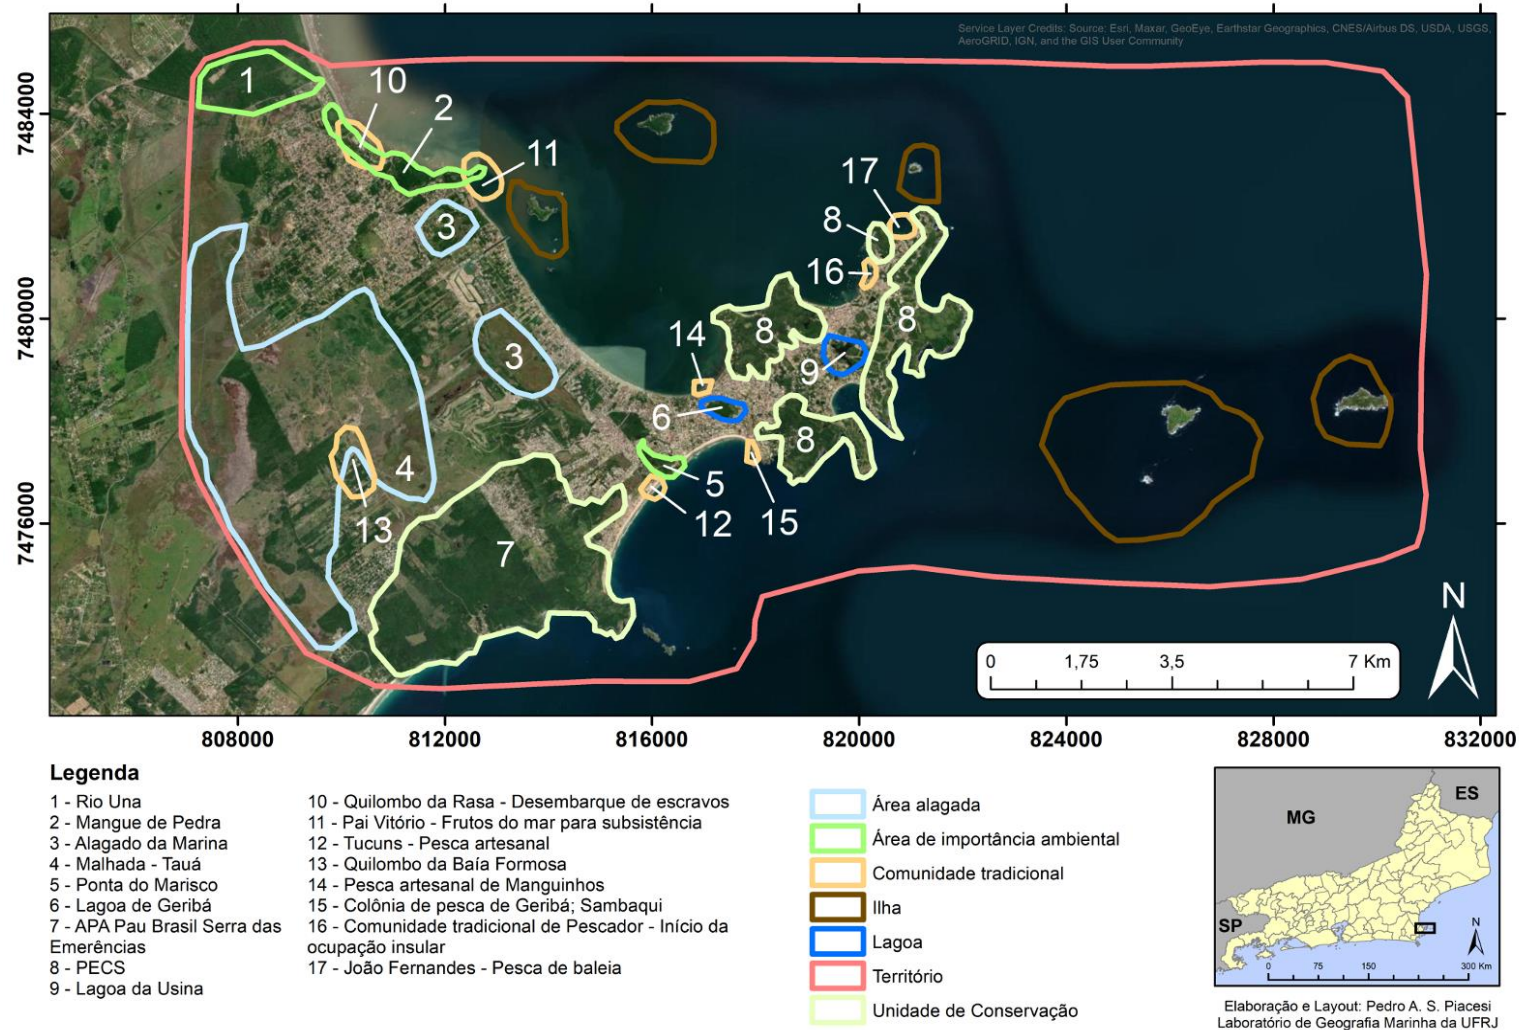 Service Layer Credits: Source: Esri, Maxar, GeoEye, Earthstar Geographics, CNES/Airbus DS, USDA, USGS,
AeroGRID, IGN, and the GIS User Community
7484000
7480000
7476000
1
10
2
11
3
17
8
16
8
3
14
8
9
6
8
4
5
12
15
13
7
N
0 1,75 3,5 7 Km
808000 812000 816000 820000 824000 828000 832000
Legenda
1 - Rio Una
2 - Mangue de Pedra
3 - Alagado da Marina
4 - Malhada - Tauá
5 - Ponta do Marisco
6 - Lagoa de Geribá
7 - APA Pau Brasil Serra das
Emerências
8 - PECS
9 - Lagoa da Usina
10 - Quilombo da Rasa - Desembarque de escravos
11 - Pai Vitório - Frutos do mar para subsistência
12 - Tucuns - Pesca artesanal
13 - Quilombo da Baía Formosa
14 - Pesca artesanal de Manguinhos
15 - Colônia de pesca de Geribá; Sambaqui
16 - Comunidade tradicional de Pescador - Início da
ocupação insular
17 - João Fernandes - Pesca de baleia
Área alagada
Área de importância ambiental
Comunidade tradicional
Ilha
Lagoa
Território
Unidade de Conservação
MG
ES
SP
N
0 75 150 300 Km
Elaboração e Layout: Pedro A. S. Piacesi
Laboratório de Geografia Marinha da UFRJ